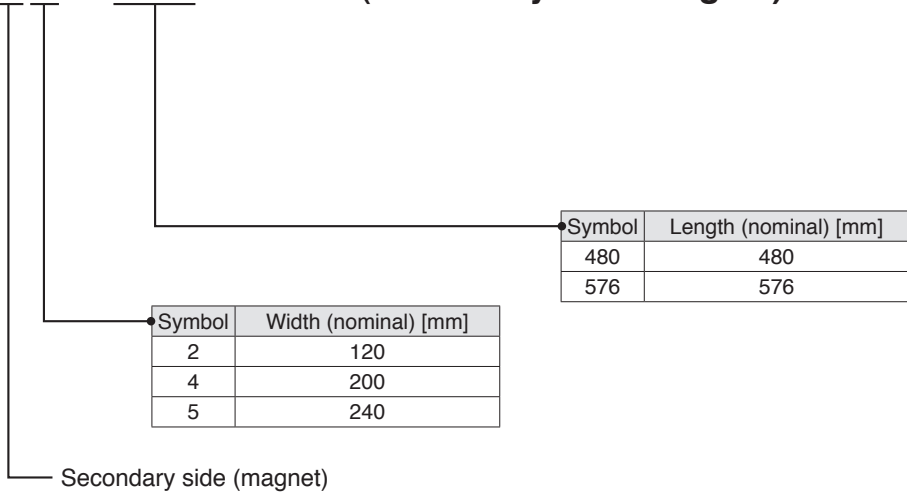 Symbol Length (nominal) [mm]
480 480
576 576
Symbol Width (nominal) [mm]
2 120
4 200
5 240
Secondary side (magnet)